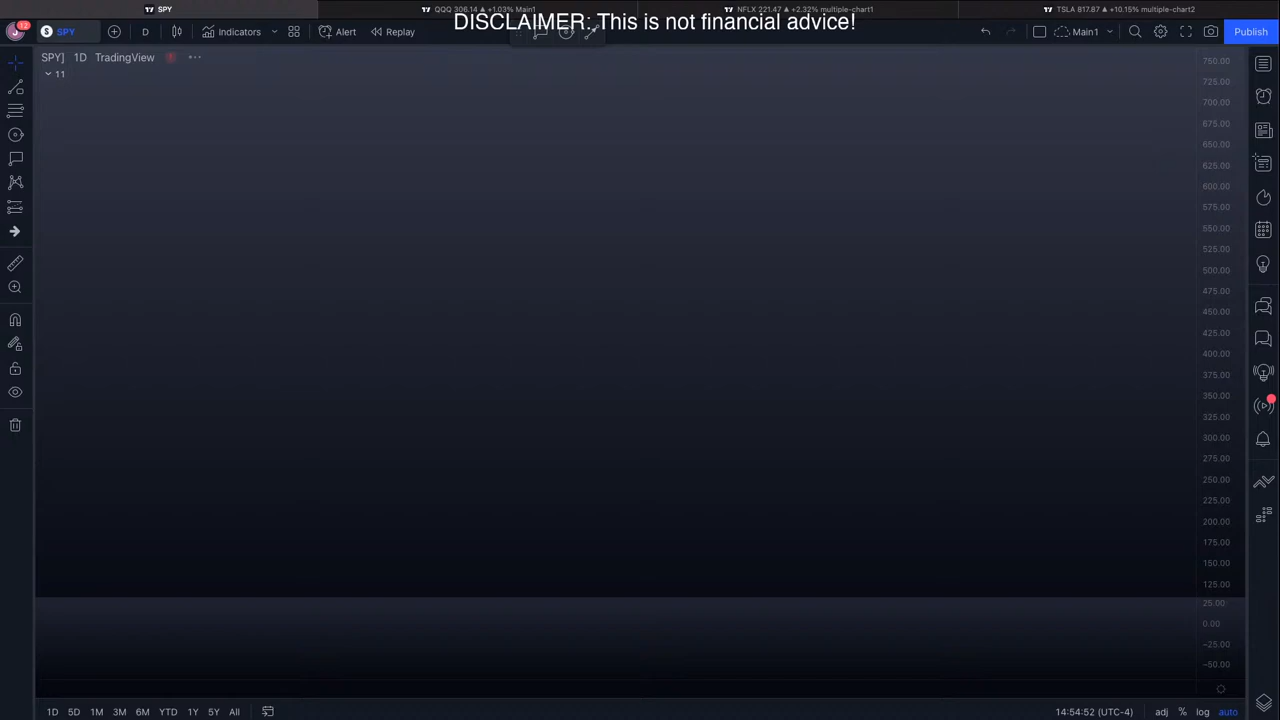 SPY
QQQ 306.14 ▲ +1.03% Main1
NFLX 221.47 ▲ +2.32% multiple-chart1
TSLA 817.87 ▲ +10.15% multiple-chart2
DISCLAIMER: This is not financial advice!
12
S SPY
D
Indicators
Alert
Replay
Main1
Publish
SPY] 1D TradingView !
11
750.00
725.00
700.00
675.00
650.00
625.00
600.00
575.00
550.00
525.00
500.00
475.00
450.00
425.00
400.00
375.00
350.00
325.00
300.00
275.00
250.00
225.00
200.00
175.00
150.00
125.00
25.00
0.00
−25.00
−50.00
1D 5D 1M 3M 6M YTD 1Y 5Y All
14:54:52 (UTC-4) adj % log auto